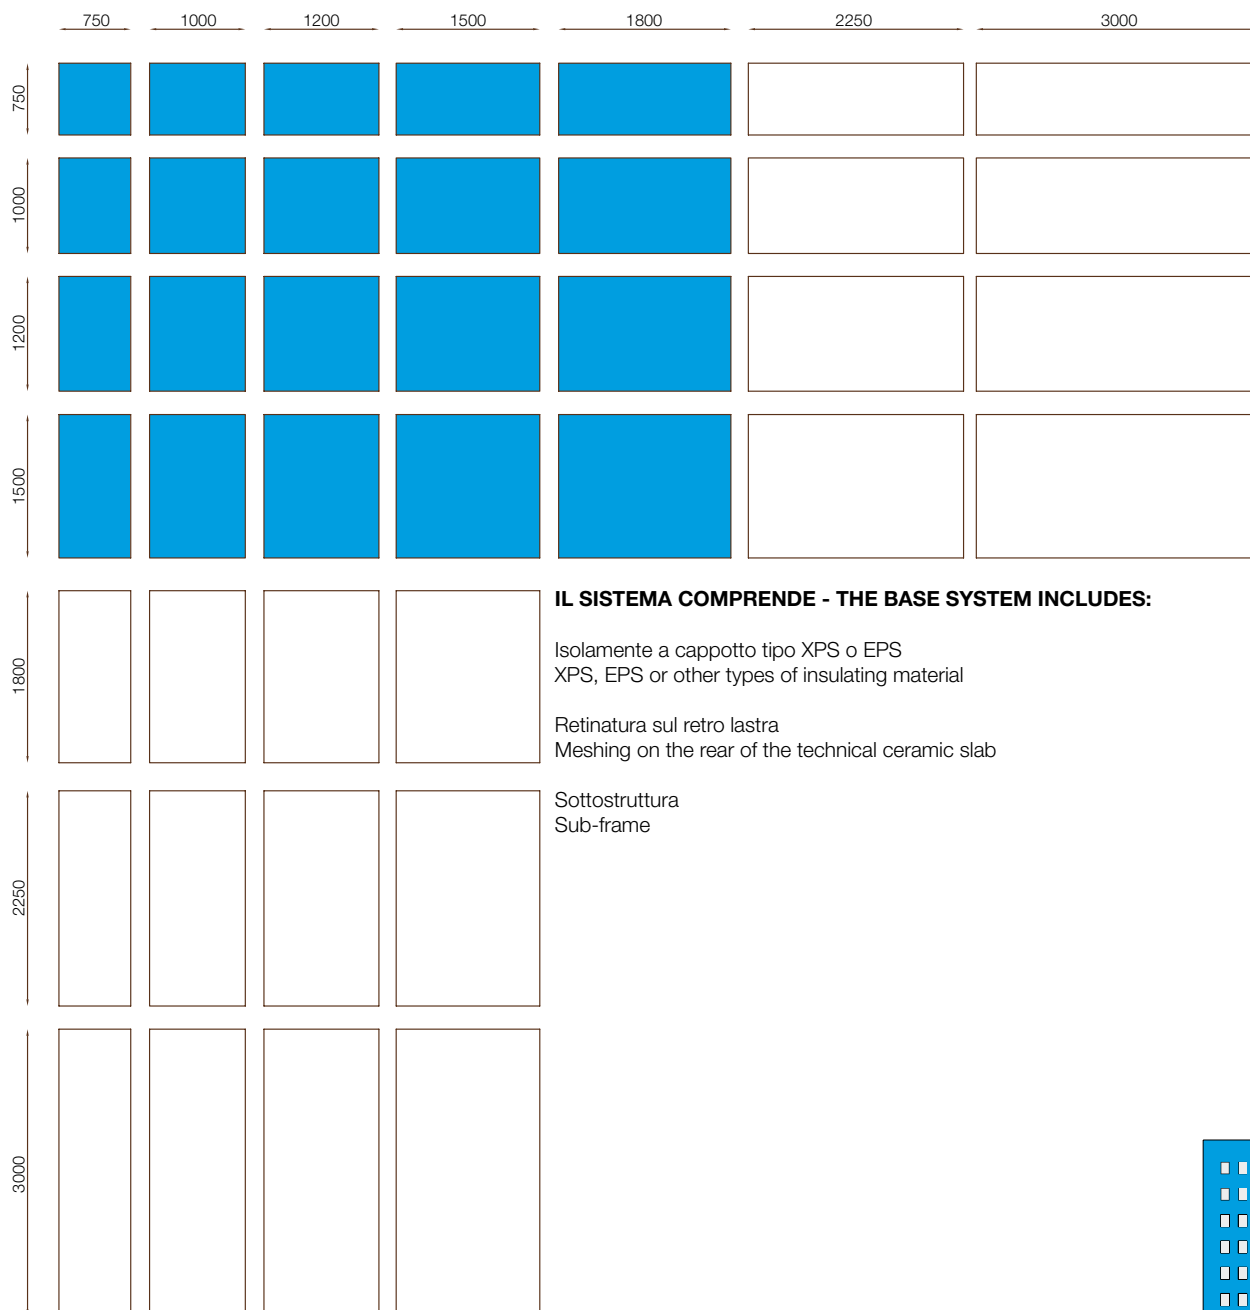 750 1000 1200 1500 1800 2250 3000
750
1000
1200
1500
1800
2250
3000
IL SISTEMA COMPRENDE - THE BASE SYSTEM INCLUDES:
Isolamente a cappotto tipo XPS o EPS
XPS, EPS or other types of insulating material
Retinatura sul retro lastra
Meshing on the rear of the technical ceramic slab
Sottostruttura
Sub-frame